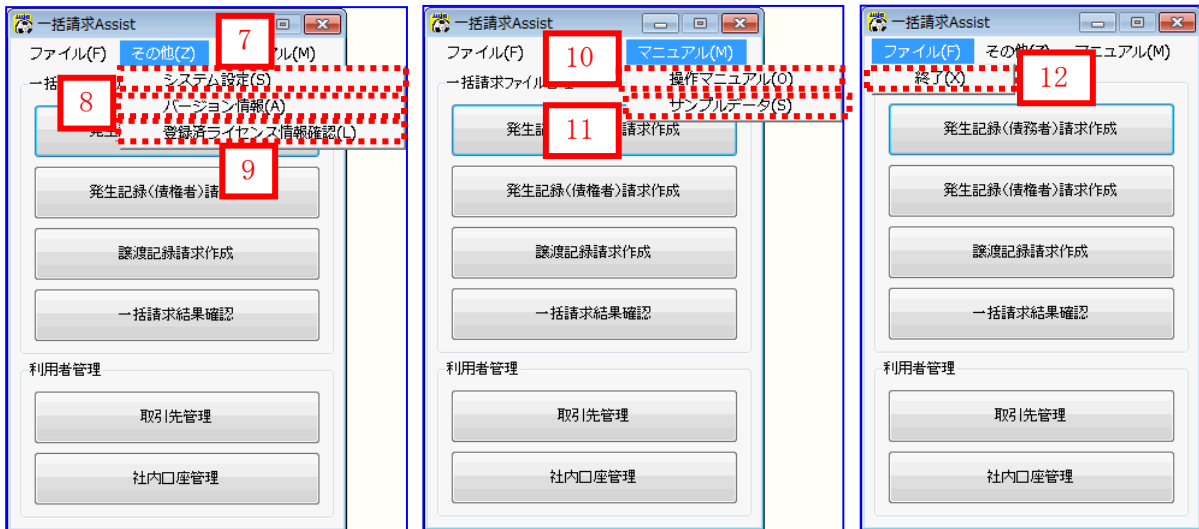 一括請求Assist
ファイル(F) その他(Z) アル(M)
7
システム設定(S)
一括
8
バージョン情報(A)
登録済ライセンス情報確認(L)
9
発生記録(債権者)請
譲渡記録請求作成
一括請求結果確認
利用者管理
取引先管理
社内口座管理
一括請求Assist
ファイル(F) マニュアル(M)
10
操作マニュアル(O)
一括請求ファイル管理
サンプルデータ(S)
11
発生記 請求作成
発生記録(債権者)請求作成
譲渡記録請求作成
一括請求結果確認
利用者管理
取引先管理
社内口座管理
一括請求Assist
ファイル(F) その他(Z) マニュアル(M)
終了(X)
12
発生記録(債務者)請求作成
発生記録(債権者)請求作成
譲渡記録請求作成
一括請求結果確認
利用者管理
取引先管理
社内口座管理